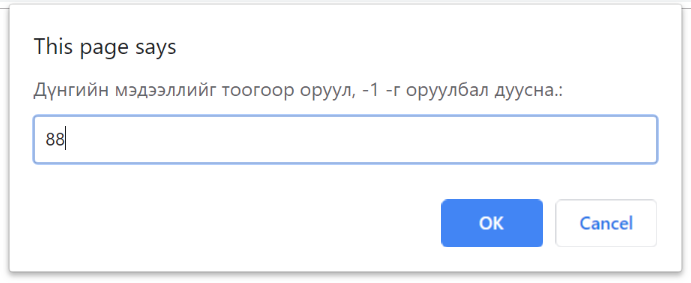 This page says
Дүнгийн мэдээллийг тоогоор оруул, -1 -г оруулбал дуусна.:
88
OK
Cancel